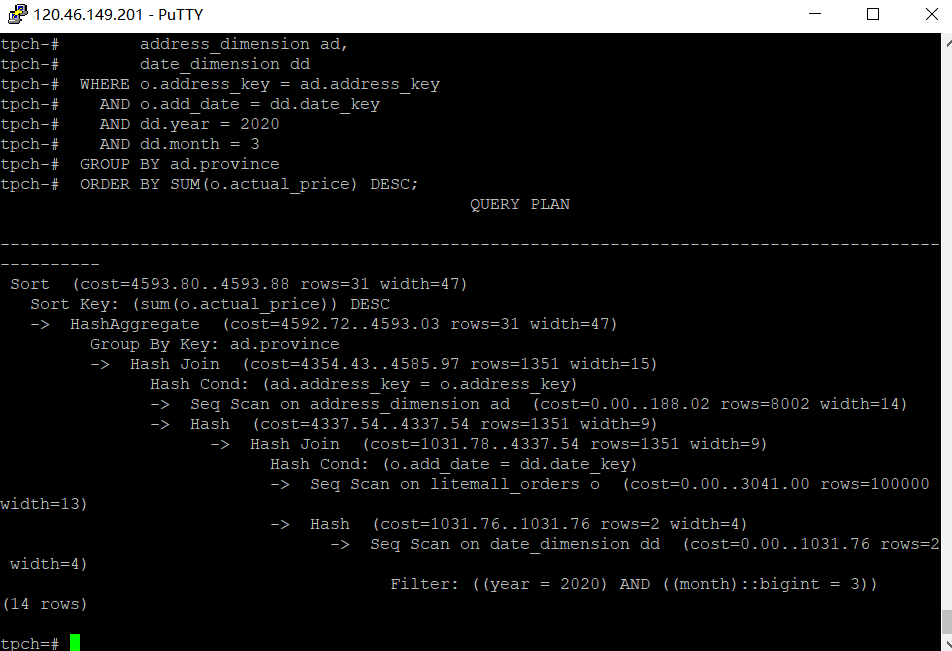 120.46.149.201 - PuTTY
tpch-#        address_dimension ad,
tpch-#        date_dimension dd
tpch-#  WHERE o.address_key = ad.address_key
tpch-#    AND o.add_date = dd.date_key
tpch-#    AND dd.year = 2020
tpch-#    AND dd.month = 3
tpch-#  GROUP BY ad.province
tpch-#  ORDER BY SUM(o.actual_price) DESC;
QUERY PLAN
----------------------------------------------------------------------------------------------
----------
 Sort  (cost=4593.80..4593.88 rows=31 width=47)
   Sort Key: (sum(o.actual_price)) DESC
   ->  HashAggregate  (cost=4592.72..4593.03 rows=31 width=47)
         Group By Key: ad.province
         ->  Hash Join  (cost=4354.43..4585.97 rows=1351 width=15)
               Hash Cond: (ad.address_key = o.address_key)
               ->  Seq Scan on address_dimension ad  (cost=0.00..188.02 rows=8002 width=14)
               ->  Hash  (cost=4337.54..4337.54 rows=1351 width=9)
                     ->  Hash Join  (cost=1031.78..4337.54 rows=1351 width=9)
                           Hash Cond: (o.add_date = dd.date_key)
                           ->  Seq Scan on litemall_orders o  (cost=0.00..3041.00 rows=100000
width=13)
                           ->  Hash  (cost=1031.76..1031.76 rows=2 width=4)
                                 ->  Seq Scan on date_dimension dd  (cost=0.00..1031.76 rows=2
 width=4)
                                       Filter: ((year = 2020) AND ((month)::bigint = 3))
(14 rows)
tpch=#